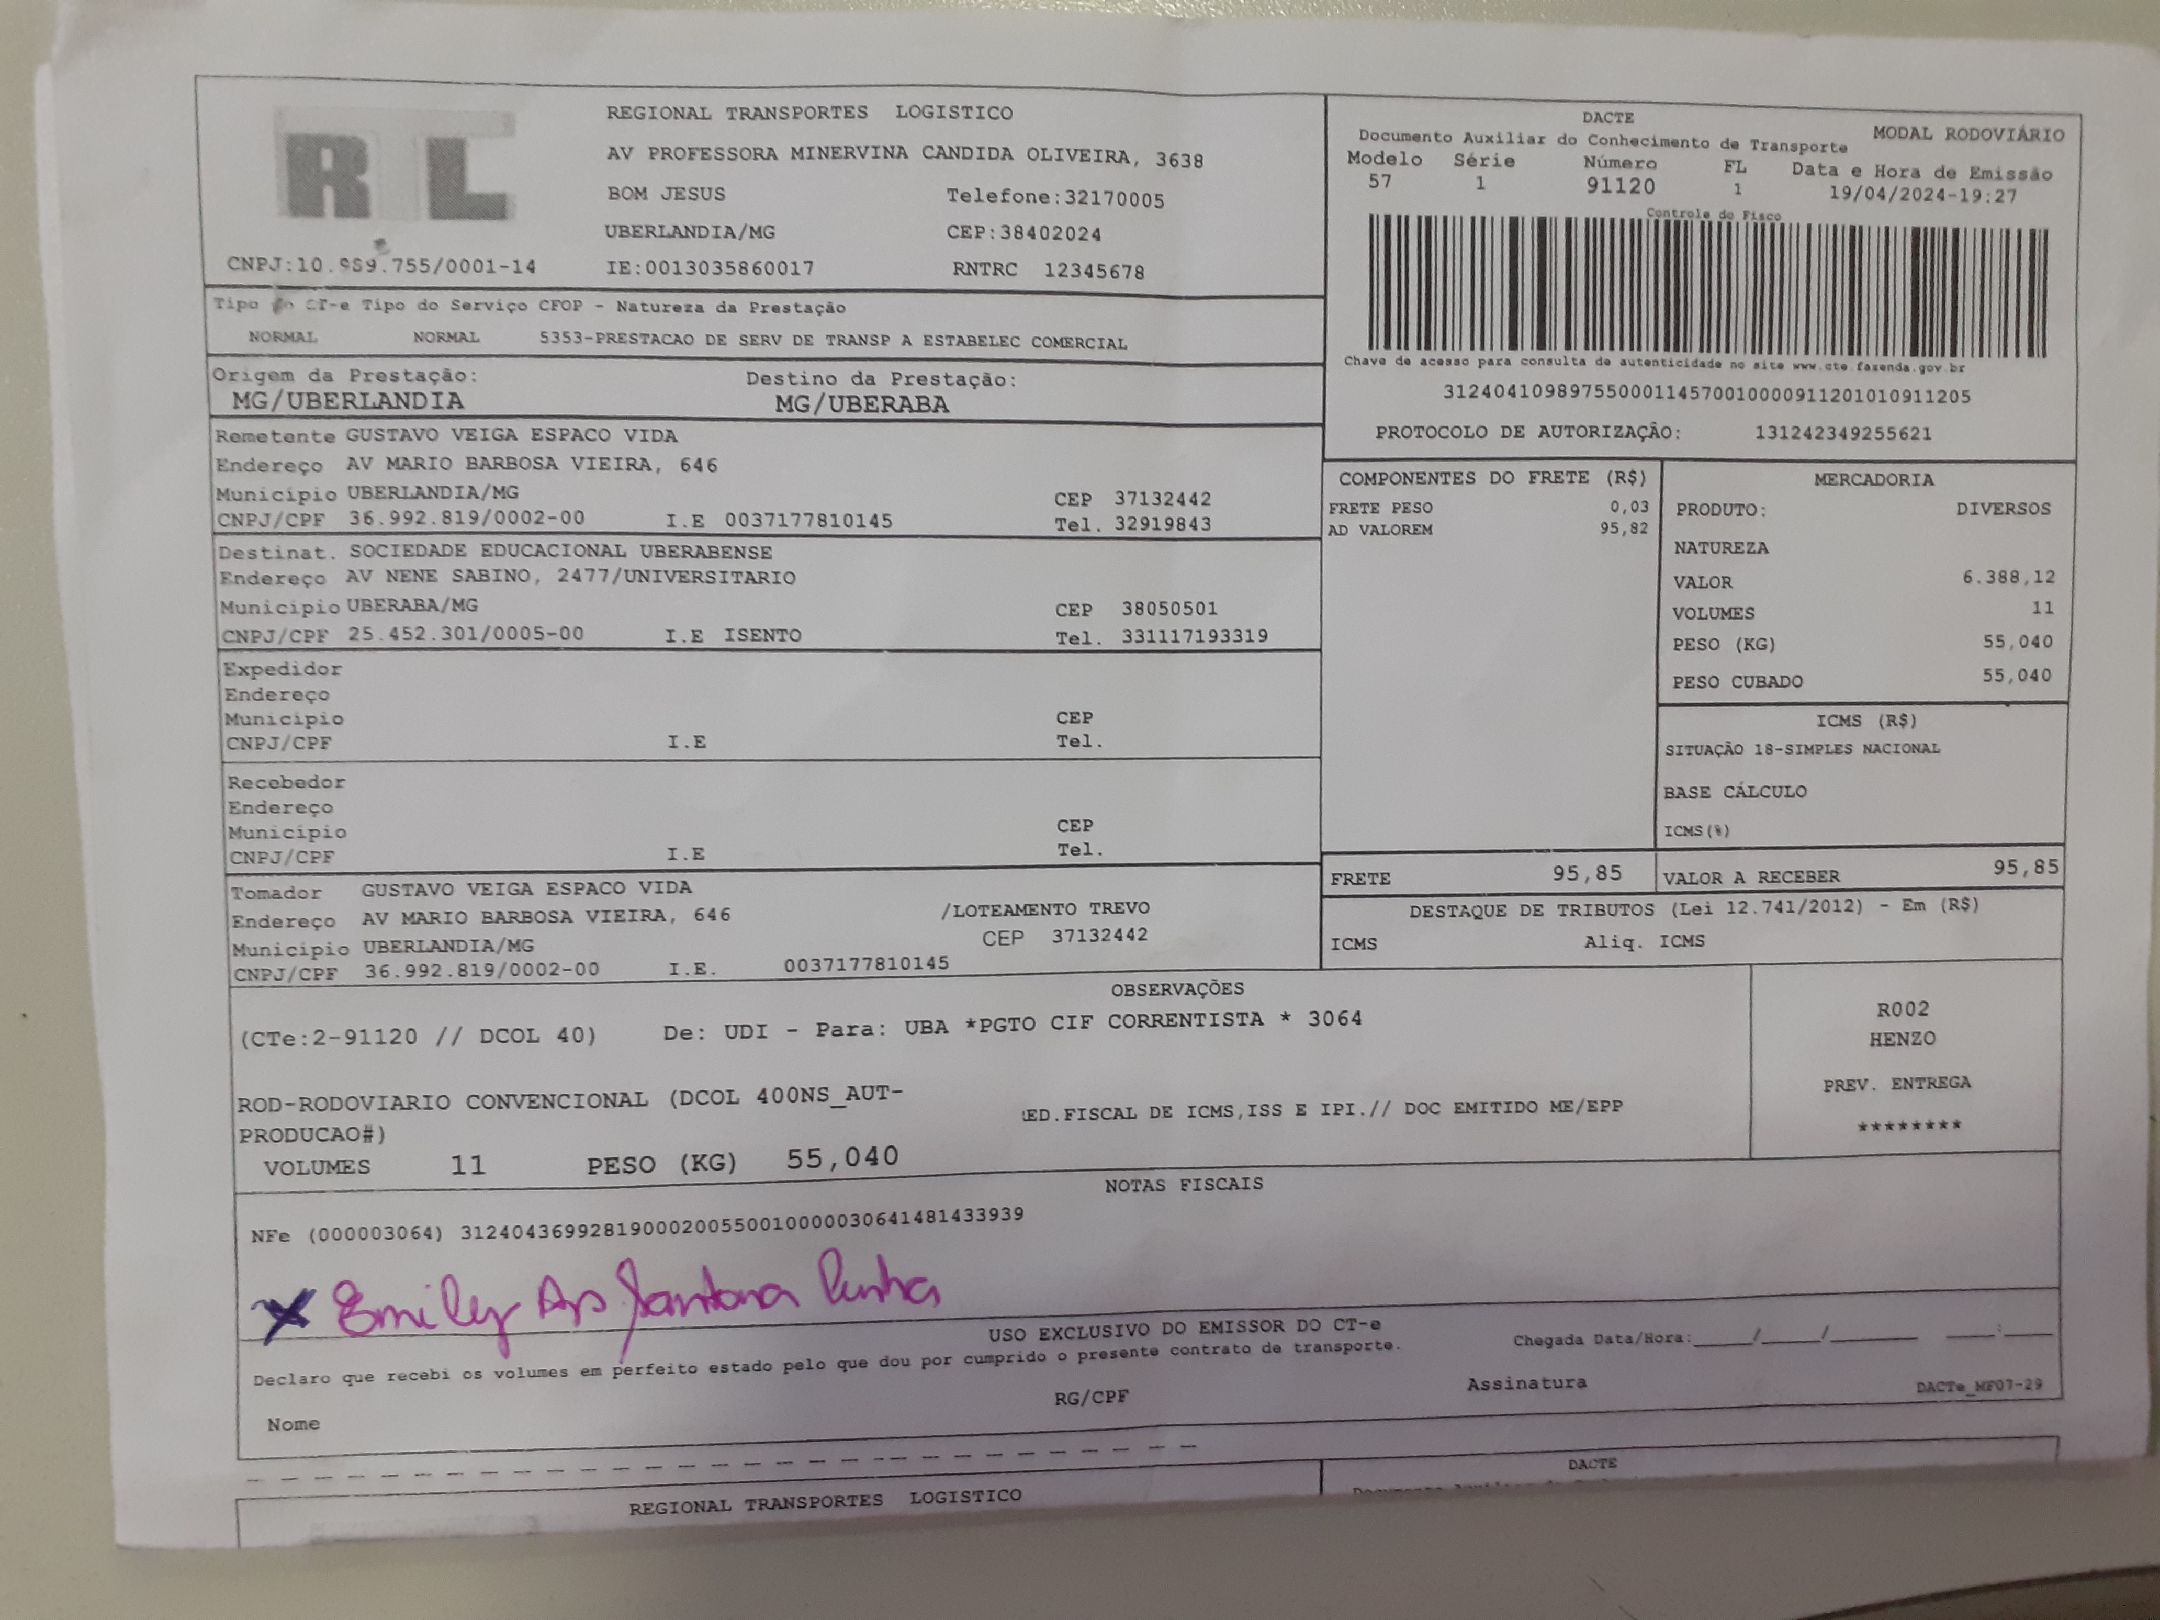 RTL
REGIONAL TRANSPORTES LOGISTICO
AV PROFESSORA MINERVINA CANDIDA OLIVEIRA, 3638
BOM JESUS Telefone:32170005
UBERLANDIA/MG CEP:38402024
CNPJ:10.989.755/0001-14 IE:0013035860017 RNTRC 12345678
DACTE
Documento Auxiliar do Conhecimento de Transporte MODAL RODOVIÁRIO
Modelo Série Número FL Data e Hora de Emissão
57 1 91120 1 19/04/2024-19:27
Controle do Fisco
Chave de acesso para consulta de autenticidade no site www.cte.fazenda.gov.br
31240410989755000114570010000911201010911205
PROTOCOLO DE AUTORIZAÇÃO: 131242349255621
Tipo do CT-e Tipo do Serviço CFOP - Natureza da Prestação
NORMAL NORMAL 5353-PRESTACAO DE SERV DE TRANSP A ESTABELEC COMERCIAL
Origem da Prestação: Destino da Prestação:
MG/UBERLANDIA MG/UBERABA
Remetente GUSTAVO VEIGA ESPACO VIDA
Endereço AV MARIO BARBOSA VIEIRA, 646
Município UBERLANDIA/MG CEP 37132442
CNPJ/CPF 36.992.819/0002-00 I.E 0037177810145 Tel. 32919843
Destinat. SOCIEDADE EDUCACIONAL UBERABENSE
Endereço AV NENE SABINO, 2477/UNIVERSITARIO
Município UBERABA/MG CEP 38050501
CNPJ/CPF 25.452.301/0005-00 I.E ISENTO Tel. 331117193319
Expedidor
Endereço
Município CEP
CNPJ/CPF I.E Tel.
Recebedor
Endereço
Município CEP
CNPJ/CPF I.E Tel.
Tomador GUSTAVO VEIGA ESPACO VIDA
Endereço AV MARIO BARBOSA VIEIRA, 646 /LOTEAMENTO TREVO
Município UBERLANDIA/MG CEP 37132442
CNPJ/CPF 36.992.819/0002-00 I.E. 0037177810145
COMPONENTES DO FRETE (R$)
FRETE PESO 0,03
AD VALOREM 95,82
MERCADORIA
PRODUTO: DIVERSOS
NATUREZA
VALOR 6.388,12
VOLUMES 11
PESO (KG) 55,040
PESO CUBADO 55,040
ICMS (R$)
SITUAÇÃO 18-SIMPLES NACIONAL
BASE CÁLCULO
ICMS(%)
FRETE 95,85 VALOR A RECEBER 95,85
DESTAQUE DE TRIBUTOS (Lei 12.741/2012) - Em (R$)
ICMS Aliq. ICMS
OBSERVAÇÕES
(CTe:2-91120 // DCOL 40) De: UDI - Para: UBA *PGTO CIF CORRENTISTA * 3064
ROD-RODOVIARIO CONVENCIONAL (DCOL 400NS_AUT- ED.FISCAL DE ICMS,ISS E IPI.// DOC EMITIDO ME/EPP
PRODUCAO#)
VOLUMES 11 PESO (KG) 55,040
R002
HENZO
PREV. ENTREGA
********
NOTAS FISCAIS
NFe (000003064) 31240436992819000200550010000030641481433939
X Emily Ap Santana Cunha
USO EXCLUSIVO DO EMISSOR DO CT-e
Declaro que recebi os volumes em perfeito estado pelo que dou por cumprido o presente contrato de transporte. Chegada Data/Hora:_____/_____/________ ____:____
Nome RG/CPF Assinatura DACTe_MF07-29
REGIONAL TRANSPORTES LOGISTICO DACTE